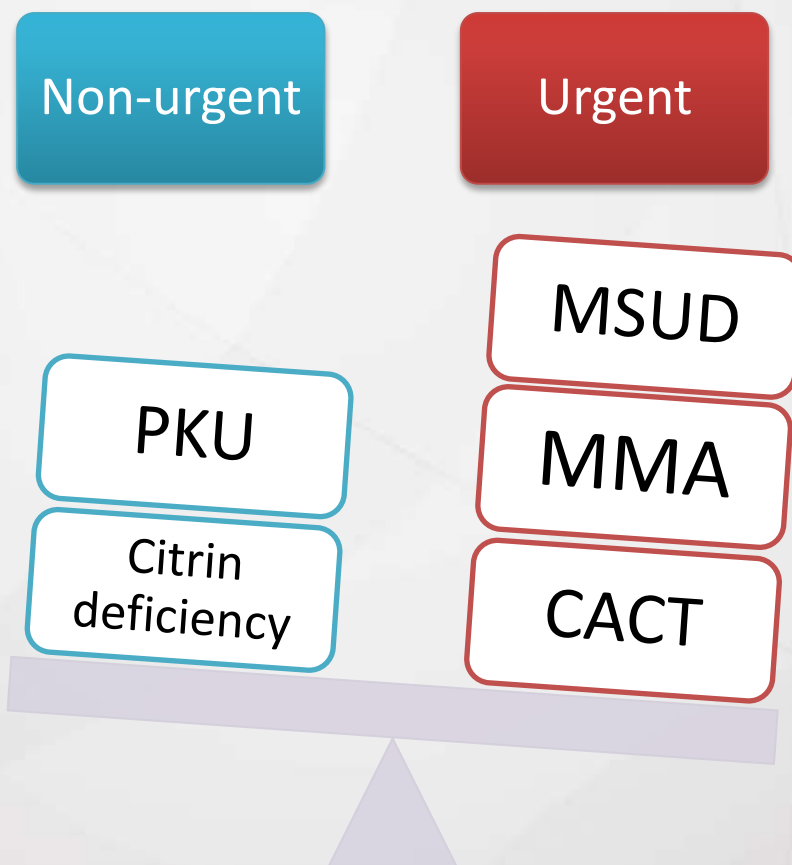 Non-urgent
Urgent
PKU
Citrin
deficiency
MSUD
MMA
CACT